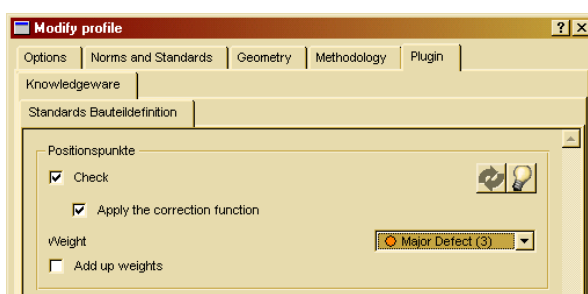 Modify profile
Options Norms and Standards Geometry Methodology Plugin
Knowledgeware
Standards Bauteildefinition
Positionspunkte
Check
Apply the correction function
Weight Major Defect (3)
Add up weights